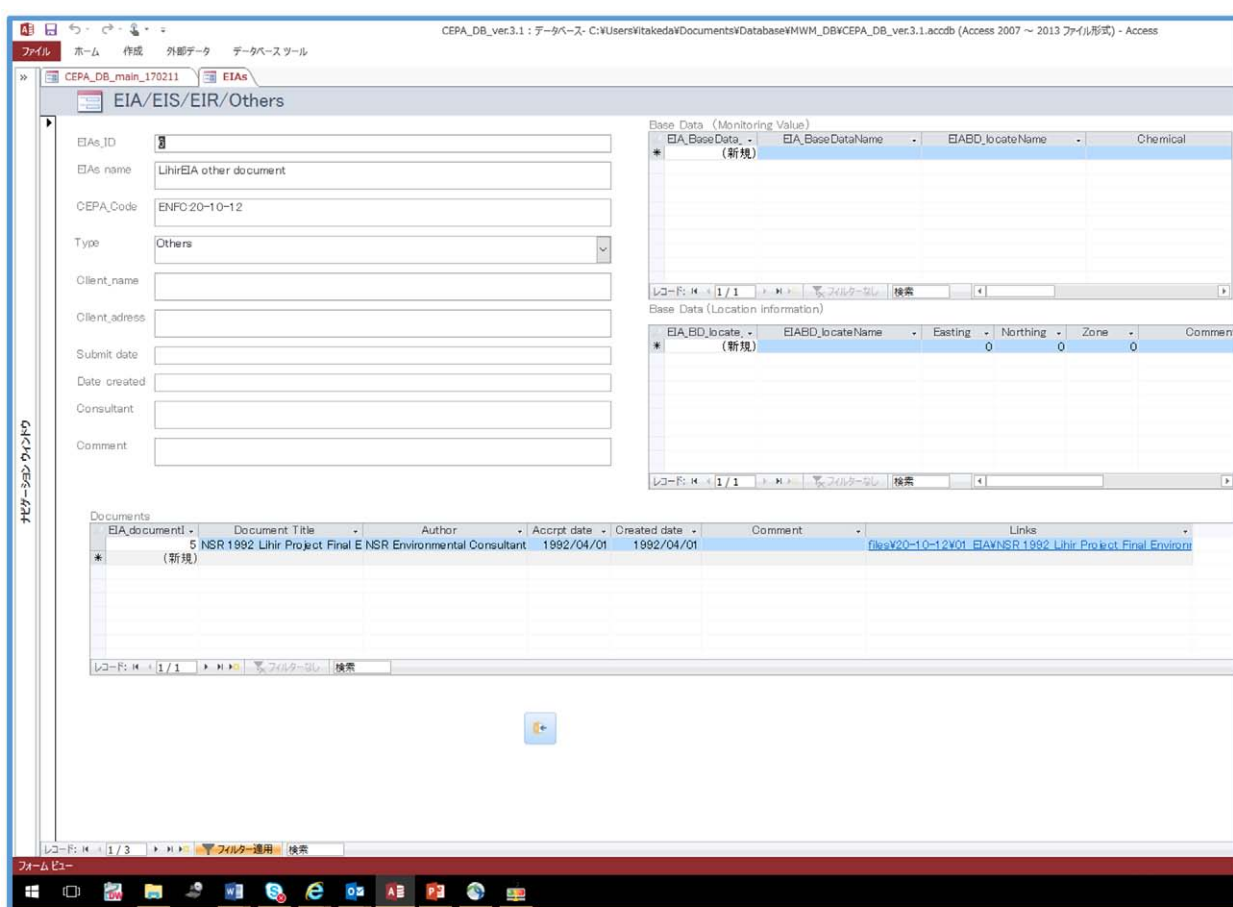 CEPA_DB_ver.3.1 : データベース- C:¥Users¥itakeda¥Documents¥Database¥MWM_DB¥CEPA_DB_ver.3.1.accdb (Access 2007 ～ 2013 ファイル形式) - Access
ファイル ホーム 作成 外部データ データベース ツール
» CEPA_DB_main_170211 EIAs
EIA/EIS/EIR/Others
EIAs_ID
EIAs name LihirEIA other document
CEPA_Code ENFC:20-10-12
Type Others
Client_name
Client_adress
Submit date
Date created
Consultant
Comment
Base Data (Monitoring Value)
EIA_BaseData_ EIA_BaseDataName EIABD_locateName Chemical
(新規)
レコード: 1 / 1 フィルターなし 検索
Base Data (Location information)
EIA_BD_locate_ EIABD_locateName Easting Northing Zone Comment
(新規) 0 0 0
レコード: 1 / 1 フィルターなし 検索
ナビゲーション ウィンドウ
Documents
EIA_documentI Document Title Author Accrpt date Created date Comment Links
5 NSR 1992 Lihir Project Final E NSR Environmental Consultant 1992/04/01 1992/04/01 files¥20-10-12¥01_EIA¥NSR 1992 Lihir Project Final Environr
(新規)
レコード: 1 / 1 フィルターなし 検索
レコード: 1 / 3 フィルター適用 検索
フォーム ビュー